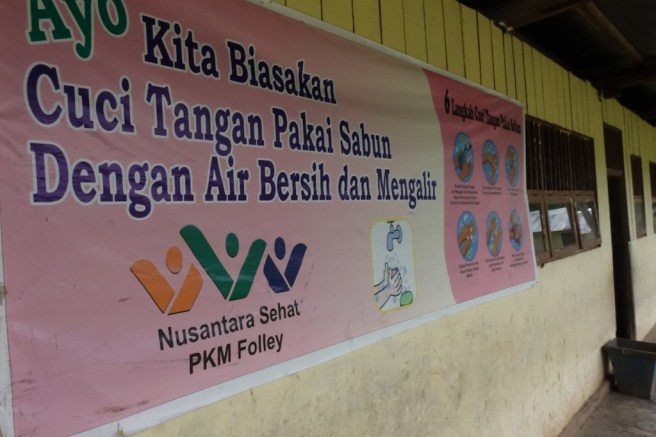 Ayo Kita Biasakan
Cuci Tangan Pakai Sabun
Dengan Air Bersih dan Mengalir
6 Langkah Cuci Tangan Pakai Sabun
Nusantara Sehat
PKM Folley